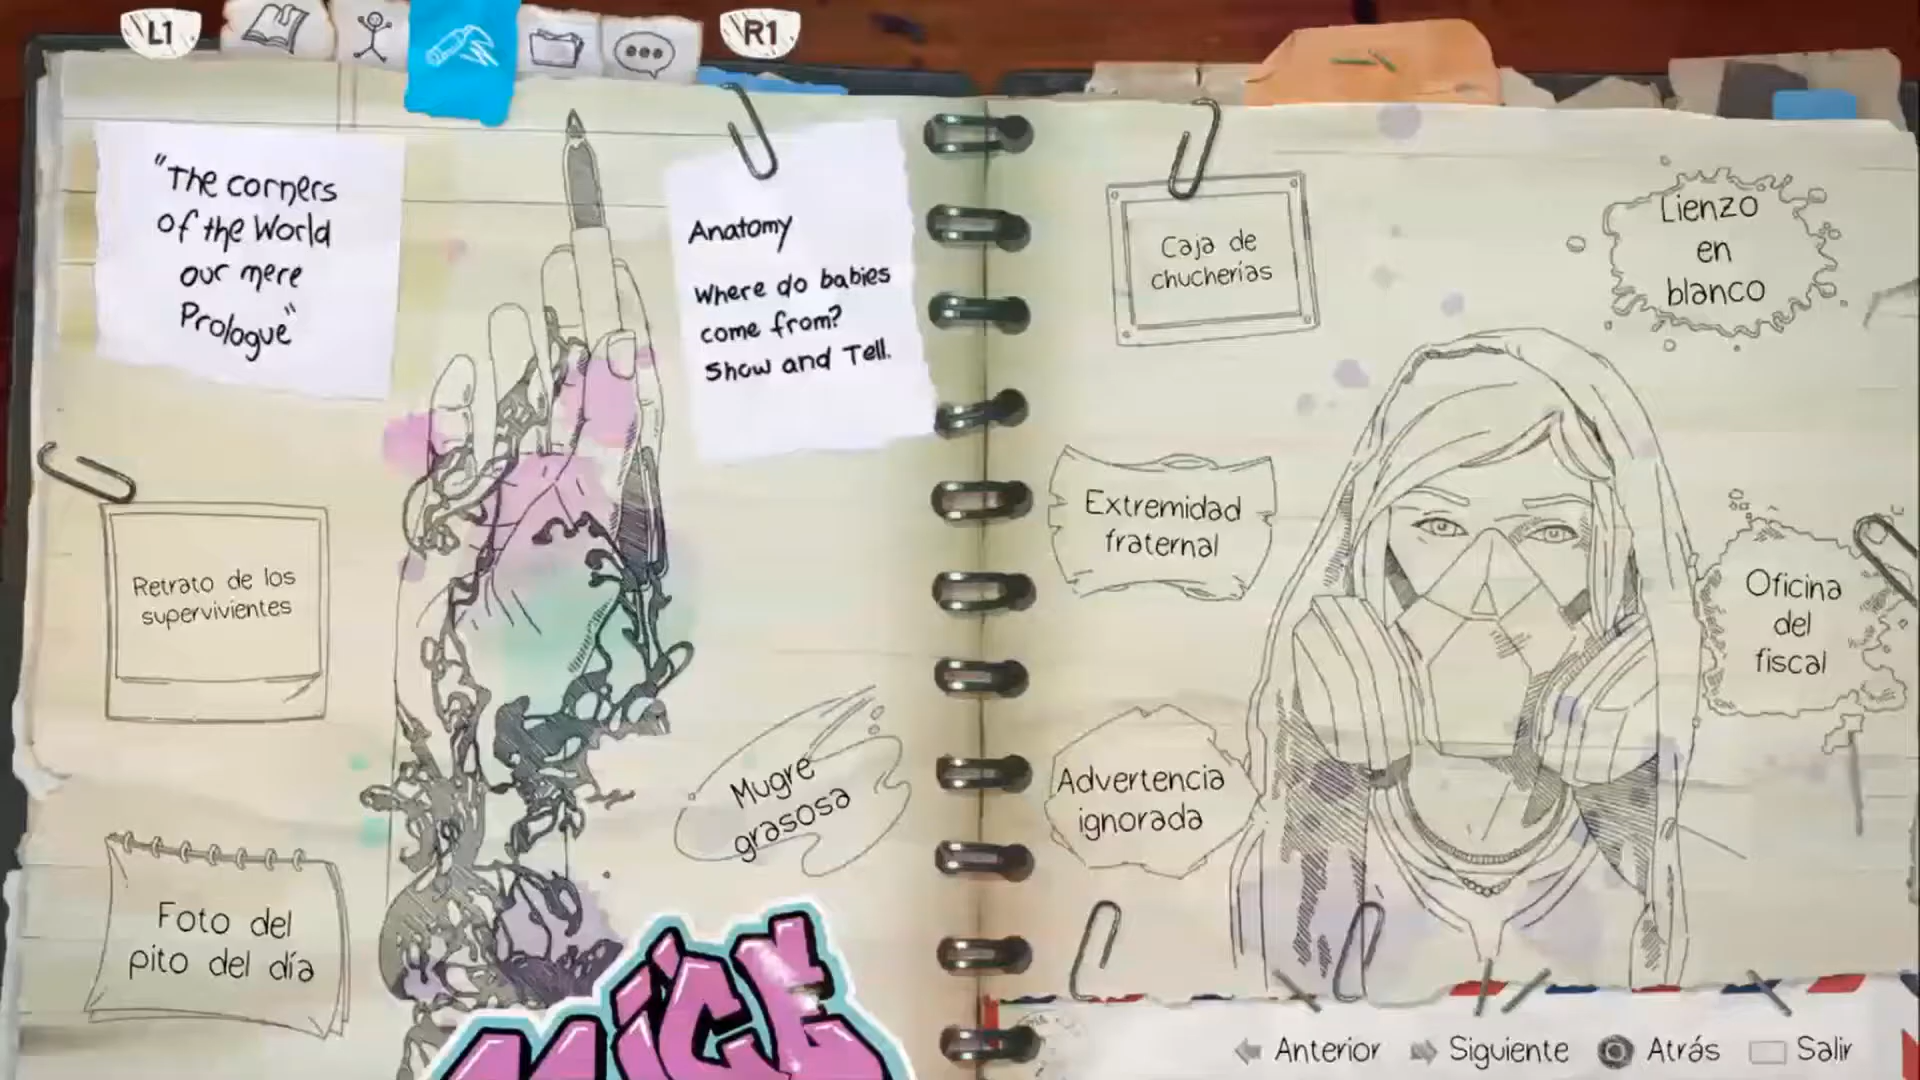 L1
R1
"The corners
of the World
our mere
Prologue"
Anatomy
Where do babies
come from?
Show and Tell.
Retrato de los
supervivientes
Mugre
grasosa
Foto del
pito del día
NICE
Caja de
chucherías
Lienzo
en
blanco
Extremidad
fraternal
Oficina
del
fiscal
Advertencia
ignorada
Anterior
Siguiente
Atrás
Salir